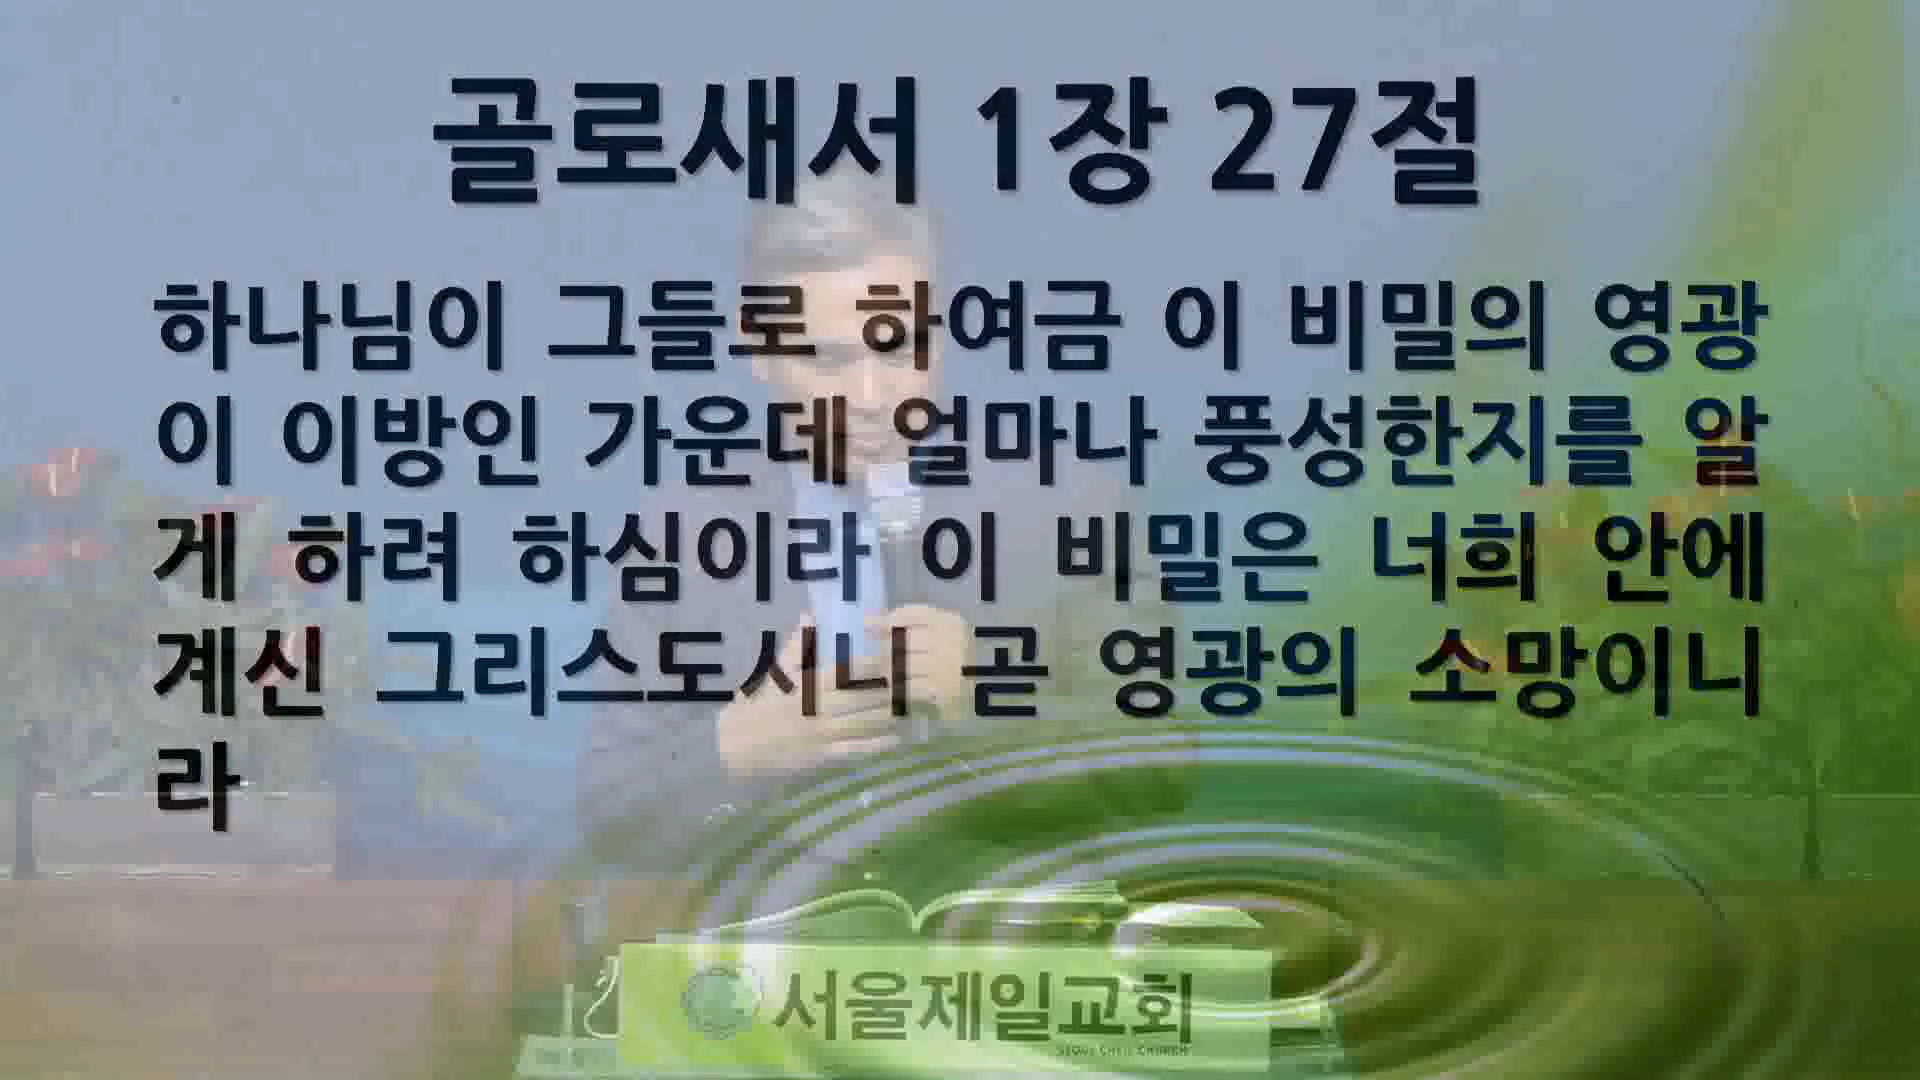 골로새서 1장 27절
하나님이 그들로 하여금 이 비밀의 영광
이 이방인 가운데 얼마나 풍성한지를 알
게 하려 하심이라 이 비밀은 너희 안에
계신 그리스도시니 곧 영광의 소망이니
라
서울제일교회